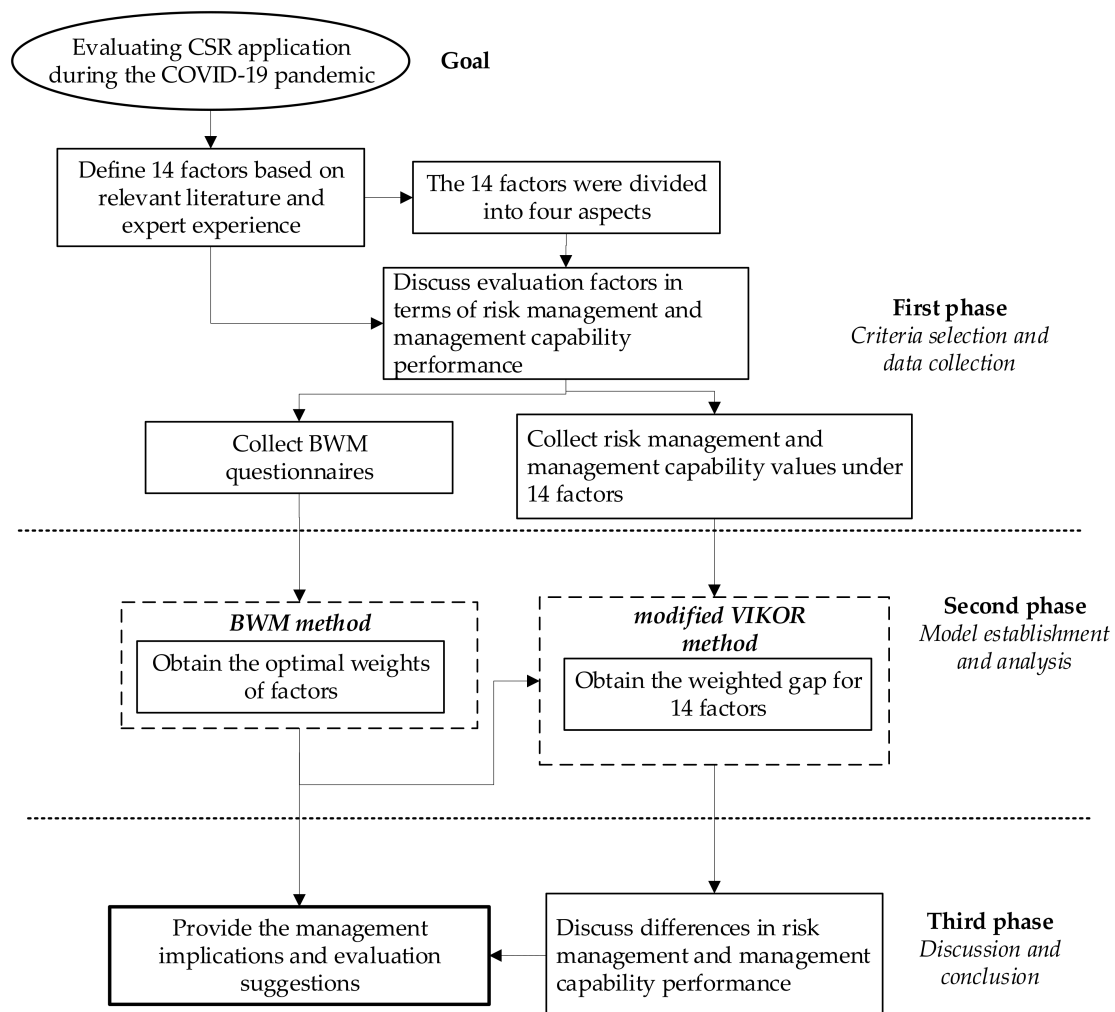 Evaluating CSR application
during the COVID-19 pandemic
Goal
Define 14 factors based on
relevant literature and
expert experience
The 14 factors were divided
into four aspects
Discuss evaluation factors in
terms of risk management and
management capability
performance
First phase
Criteria selection and
data collection
Collect BWM
questionnaires
Collect risk management and
management capability values under
14 factors
BWM method
Obtain the optimal weights
of factors
modified VIKOR
method
Obtain the weighted gap for
14 factors
Second phase
Model establishment
and analysis
Provide the management
implications and evaluation
suggestions
Discuss differences in risk
management and management
capability performance
Third phase
Discussion and
conclusion